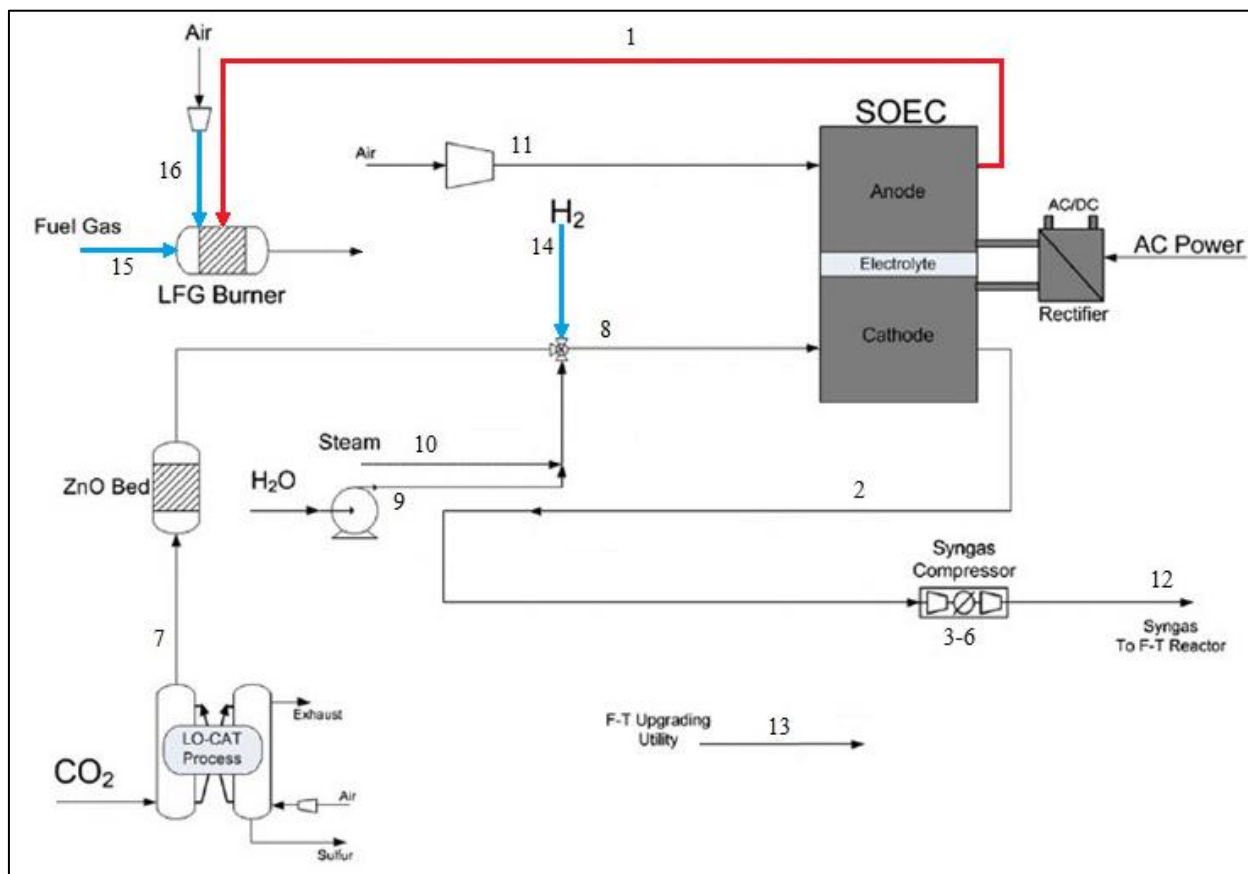 Air
1
SOEC
16
Air
11
Anode
Fuel Gas
15
LFG Burner
H2
14
AC/DC
AC Power
Electrolyte
Rectifier
8
Cathode
Steam
10
ZnO Bed
H2O
9
2
Syngas
Compressor
12
3-6
Syngas
To F-T Reactor
7
Exhaust
LO-CAT
Process
F-T Upgrading
Utility
13
CO2
Air
Sulfur